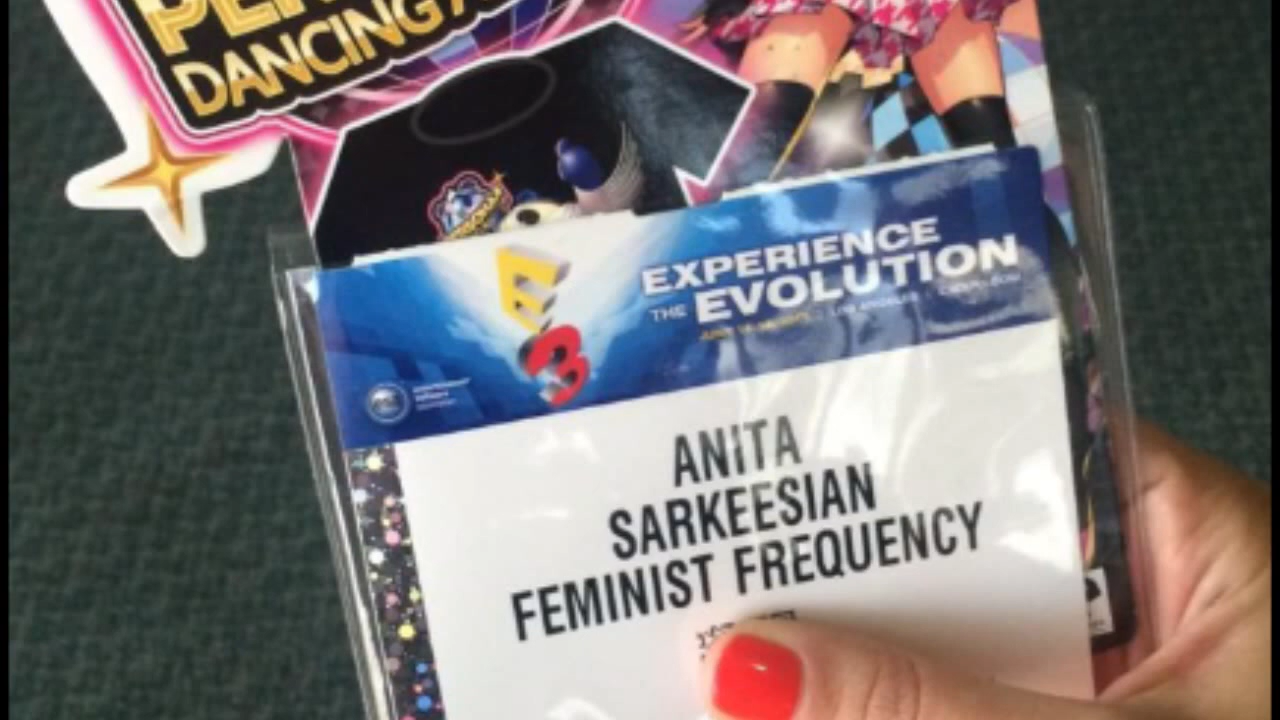 DANCING
E3
EXPERIENCE
THE EVOLUTION
ANITA
SARKEESIAN
FEMINIST FREQUENCY